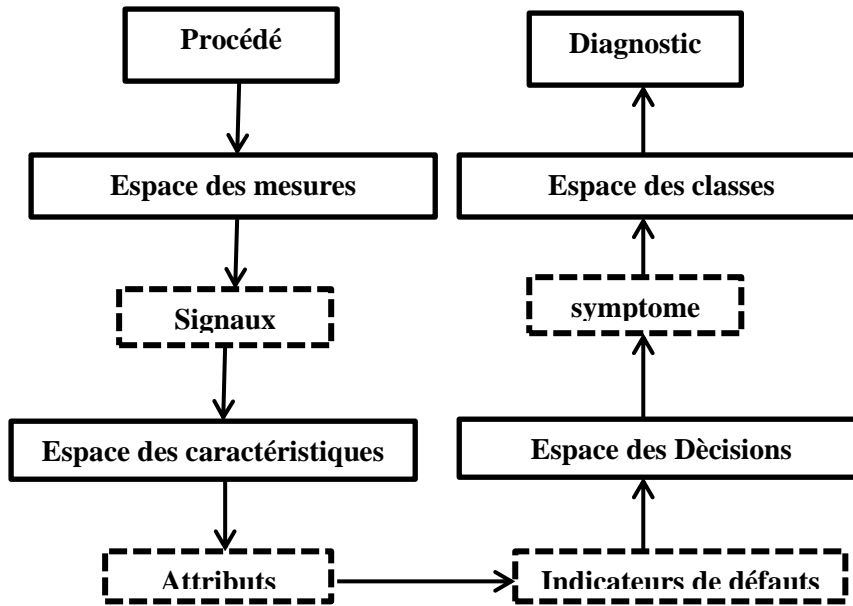 Procédé
Espace des mesures
Signaux
Espace des caractéristiques
Attributs
Indicateurs de défauts
Espace des Dècisions
symptome
Espace des classes
Diagnostic